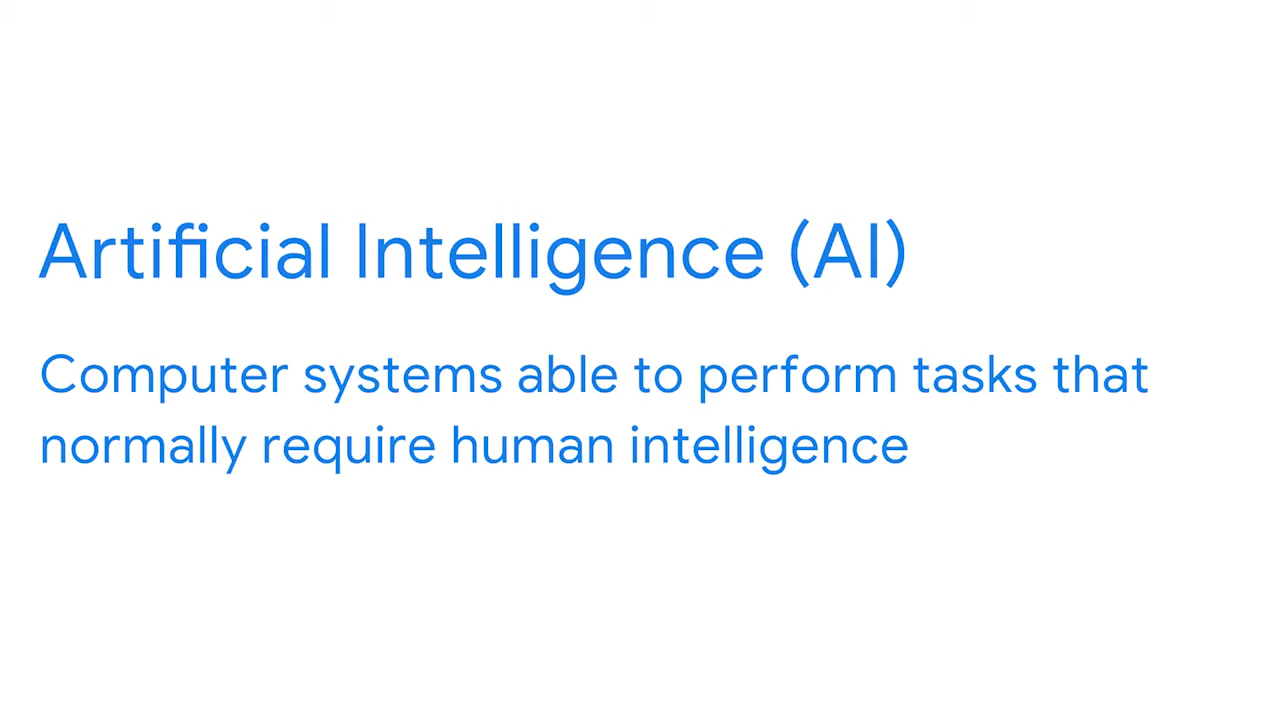 Artificial Intelligence (AI)
Computer systems able to perform tasks that
normally require human intelligence